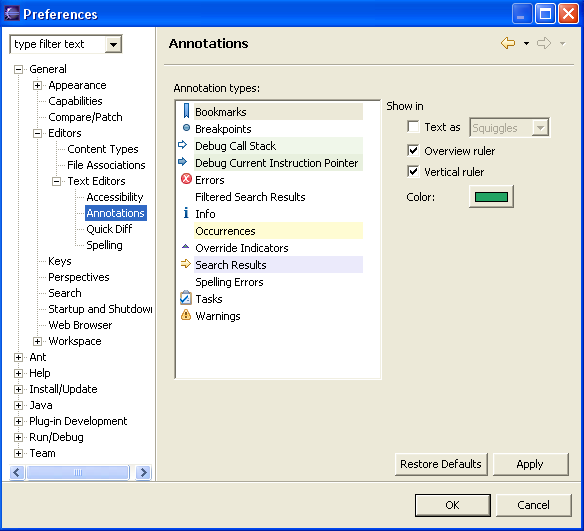 Preferences
type filter text
General
Appearance
Capabilities
Compare/Patch
Editors
Content Types
File Associations
Text Editors
Accessibility
Annotations
Quick Diff
Spelling
Keys
Perspectives
Search
Startup and Shutdown
Web Browser
Workspace
Ant
Help
Install/Update
Java
Plug-in Development
Run/Debug
Team
Annotations
Annotation types:
Bookmarks
Breakpoints
Debug Call Stack
Debug Current Instruction Pointer
Errors
Filtered Search Results
Info
Occurrences
Override Indicators
Search Results
Spelling Errors
Tasks
Warnings
Show in
Text as Squiggles
Overview ruler
Vertical ruler
Color:
Restore Defaults Apply
OK Cancel